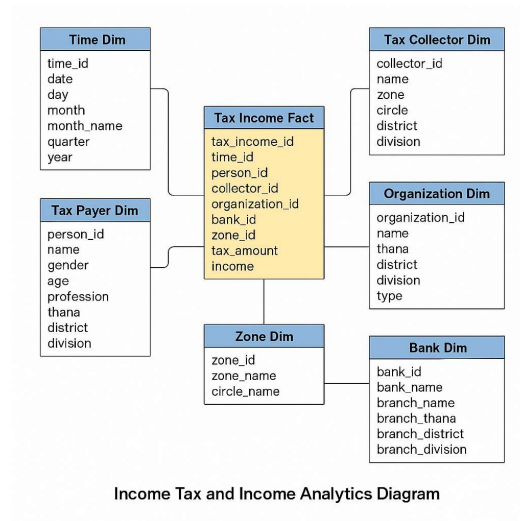 Time Dim
time_id
date
day
month
month_name
quarter
year
Tax Payer Dim
person_id
name
gender
age
profession
thana
district
division
Tax Income Fact
tax_income_id
time_id
person_id
collector_id
organization_id
bank_id
zone_id
tax_amount
income
Zone Dim
zone_id
zone_name
circle_name
Tax Collector Dim
collector_id
name
zone
circle
district
division
Organization Dim
organization_id
name
thana
district
division
type
Bank Dim
bank_id
bank_name
branch_name
branch_thana
branch_district
branch_division
Income Tax and Income Analytics Diagram